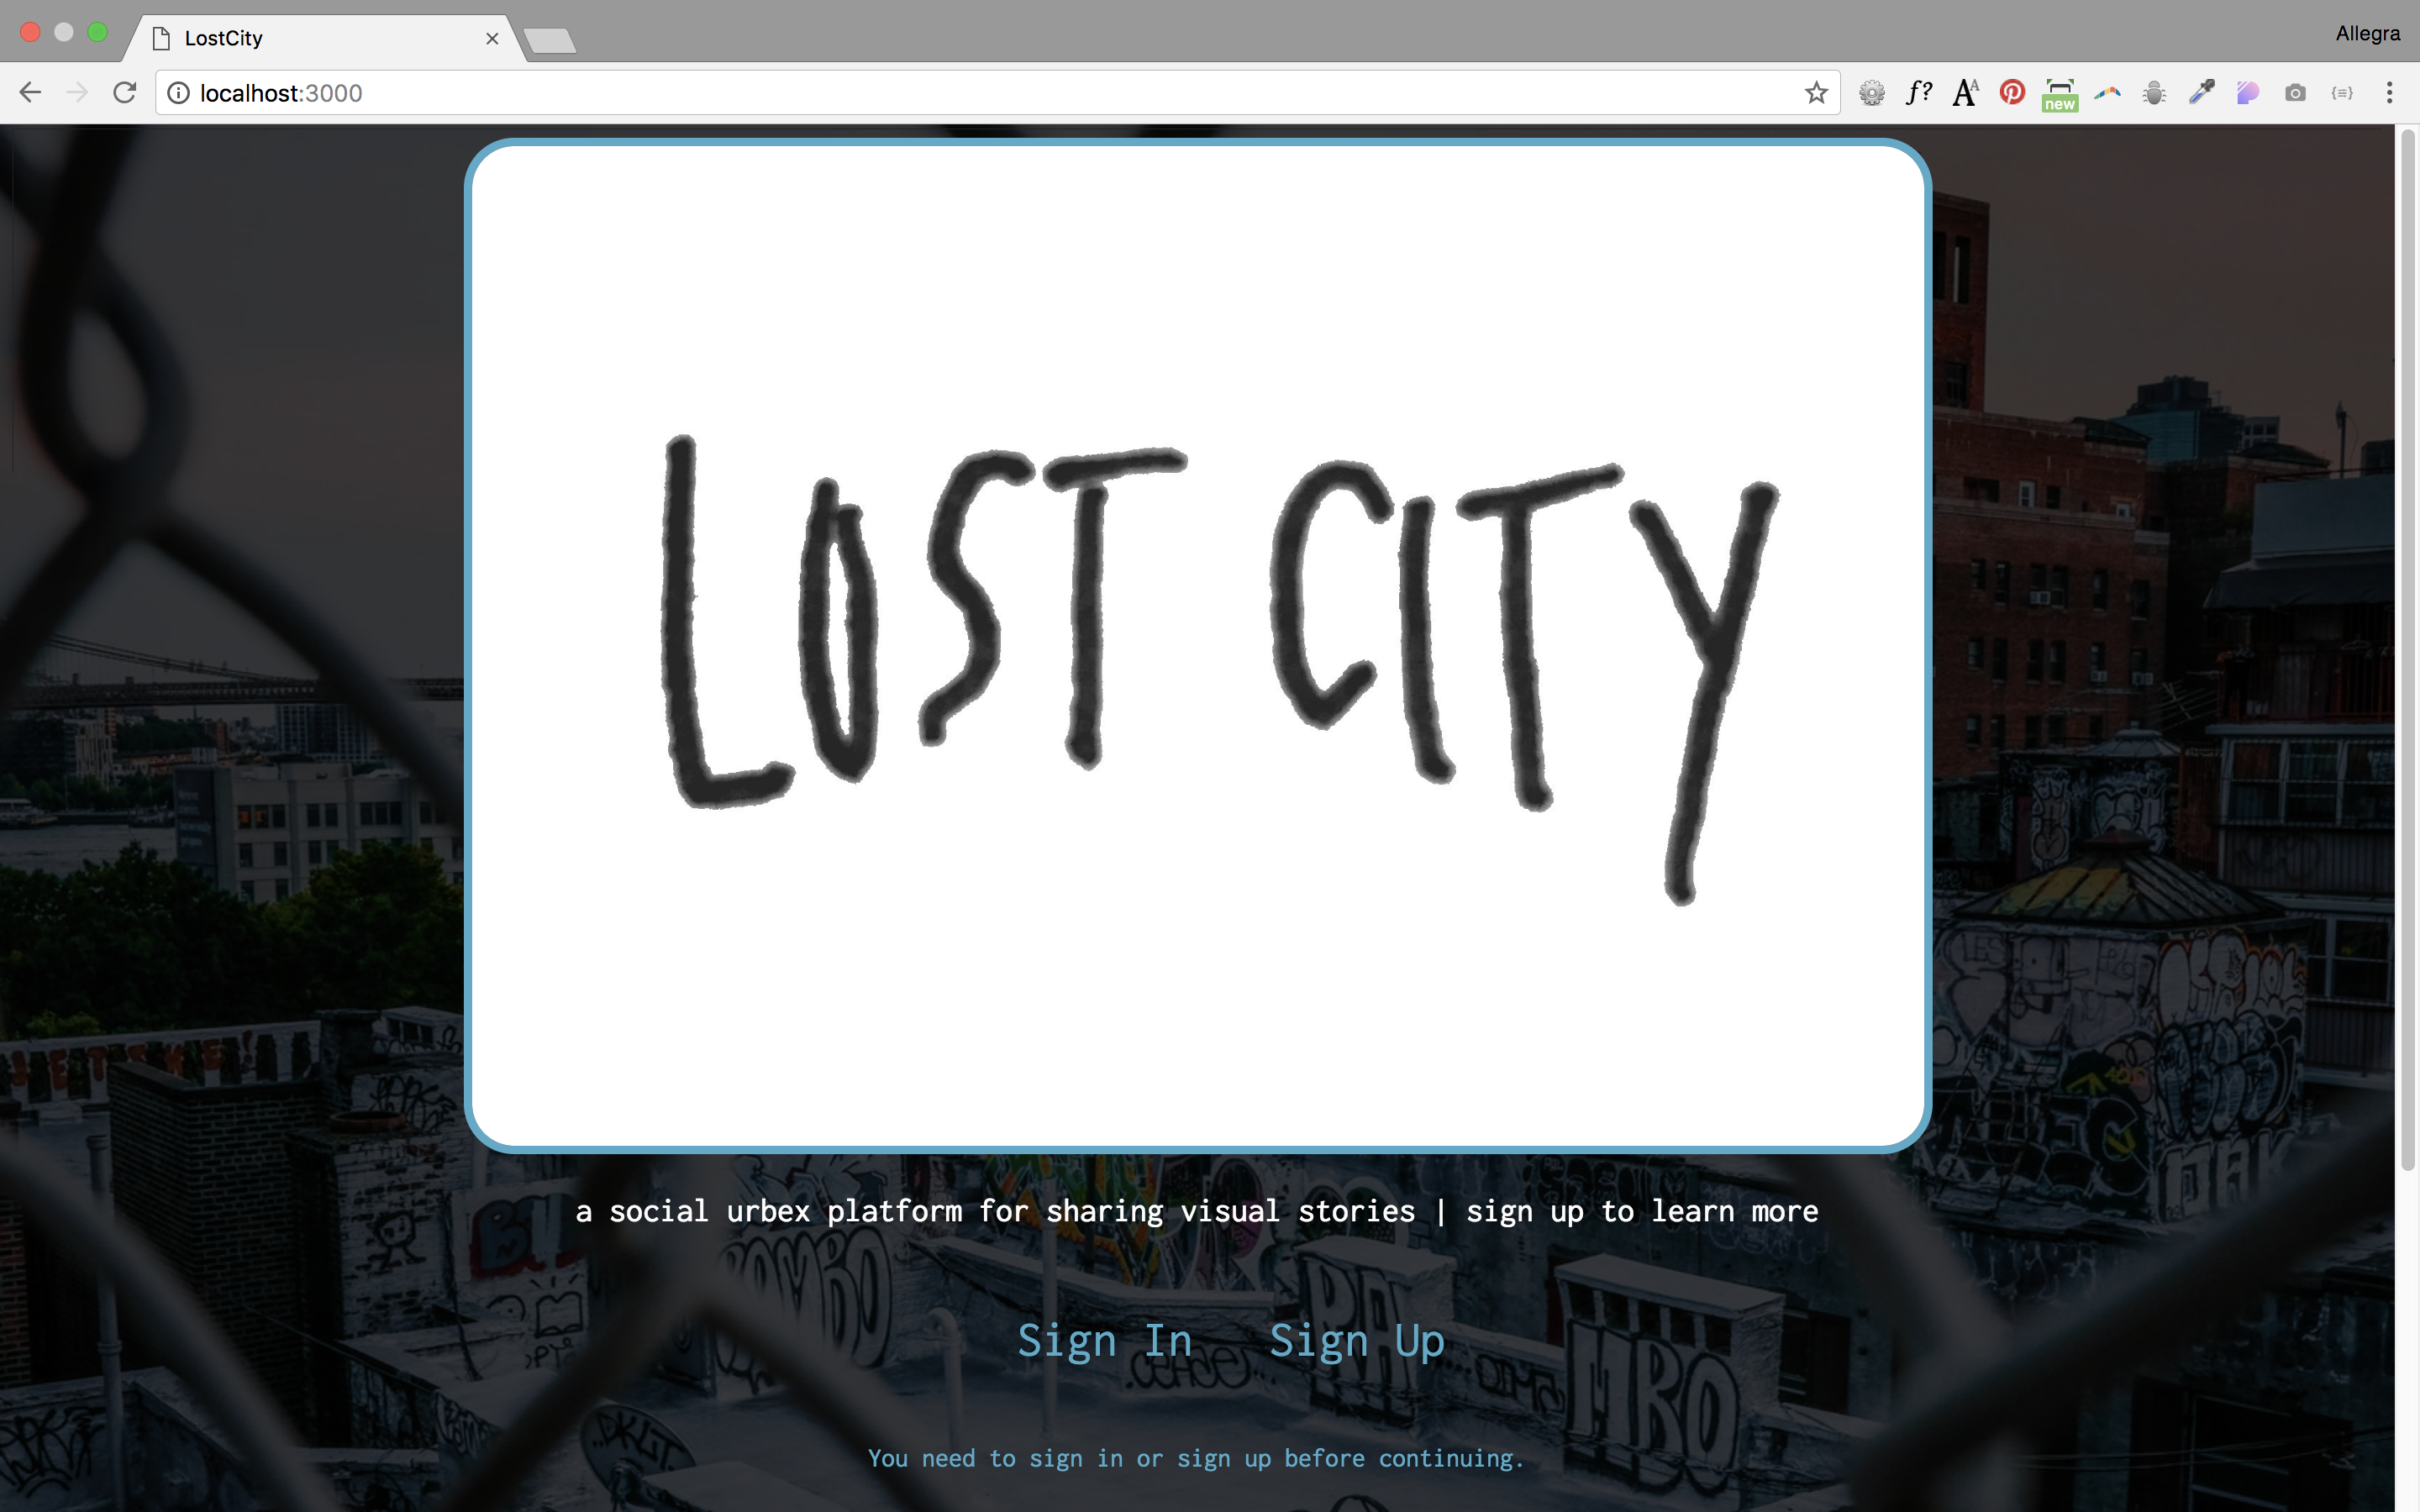 LostCity
Allegra
localhost:3000
f?
AA
new
{≡}
LOST CITY
a social urbex platform for sharing visual stories | sign up to learn more
Sign In Sign Up
You need to sign in or sign up before continuing.